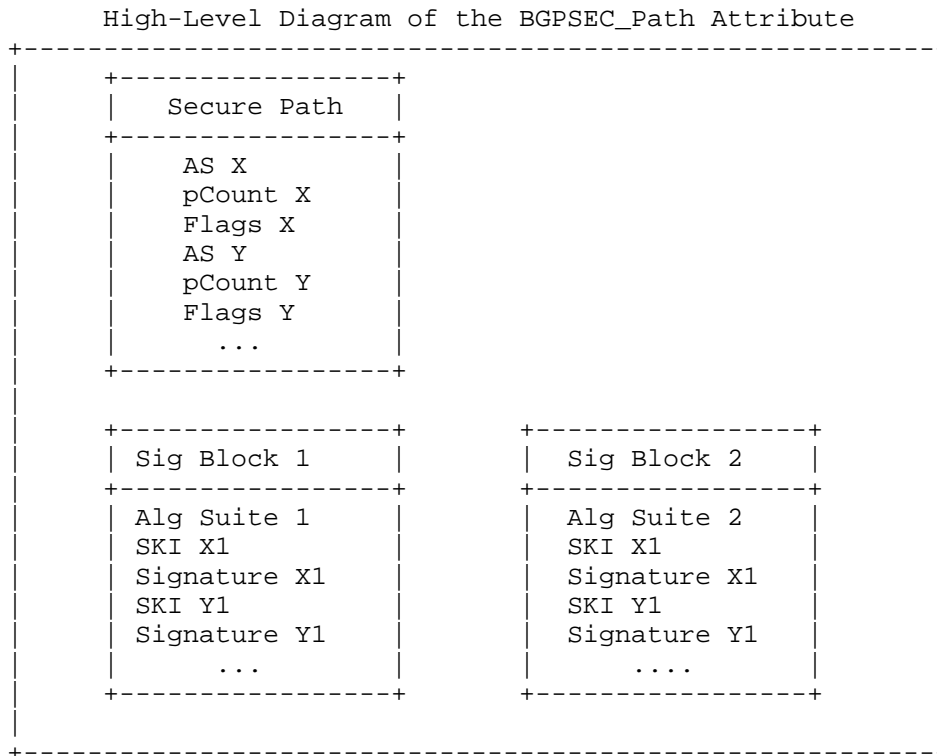 High-Level Diagram of the BGPSEC_Path Attribute
Secure Path
AS X
pCount X
Flags X
AS Y
pCount Y
Flags Y
...
Sig Block 1
Alg Suite 1
SKI X1
Signature X1
SKI Y1
Signature Y1
...
Sig Block 2
Alg Suite 2
SKI X1
Signature X1
SKI Y1
Signature Y1
....